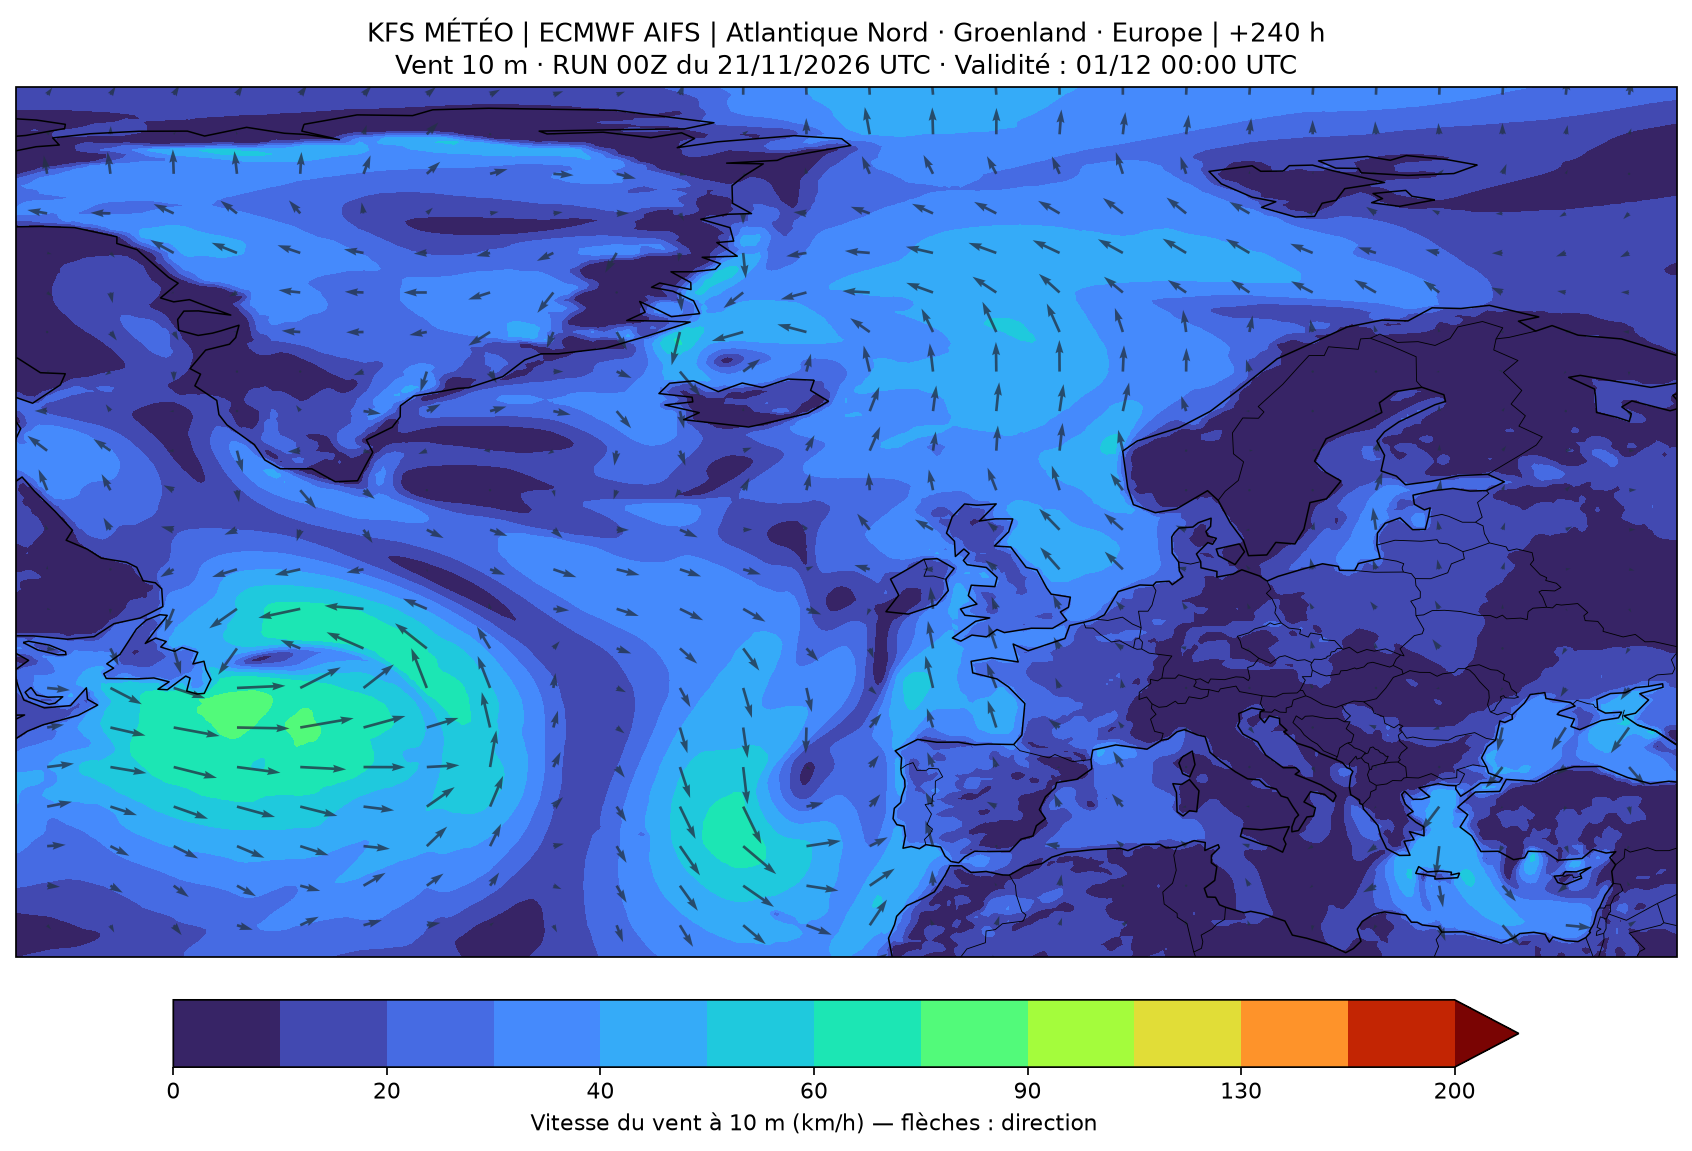 KFS MÉTÉO | ECMWF AIFS | Atlantique Nord · Groenland · Europe | +240 h
Vent 10 m · RUN 00Z du 21/11/2026 UTC · Validité : 01/12 00:00 UTC
0 20 40 60 90 130 200
Vitesse du vent à 10 m (km/h) — flèches : direction